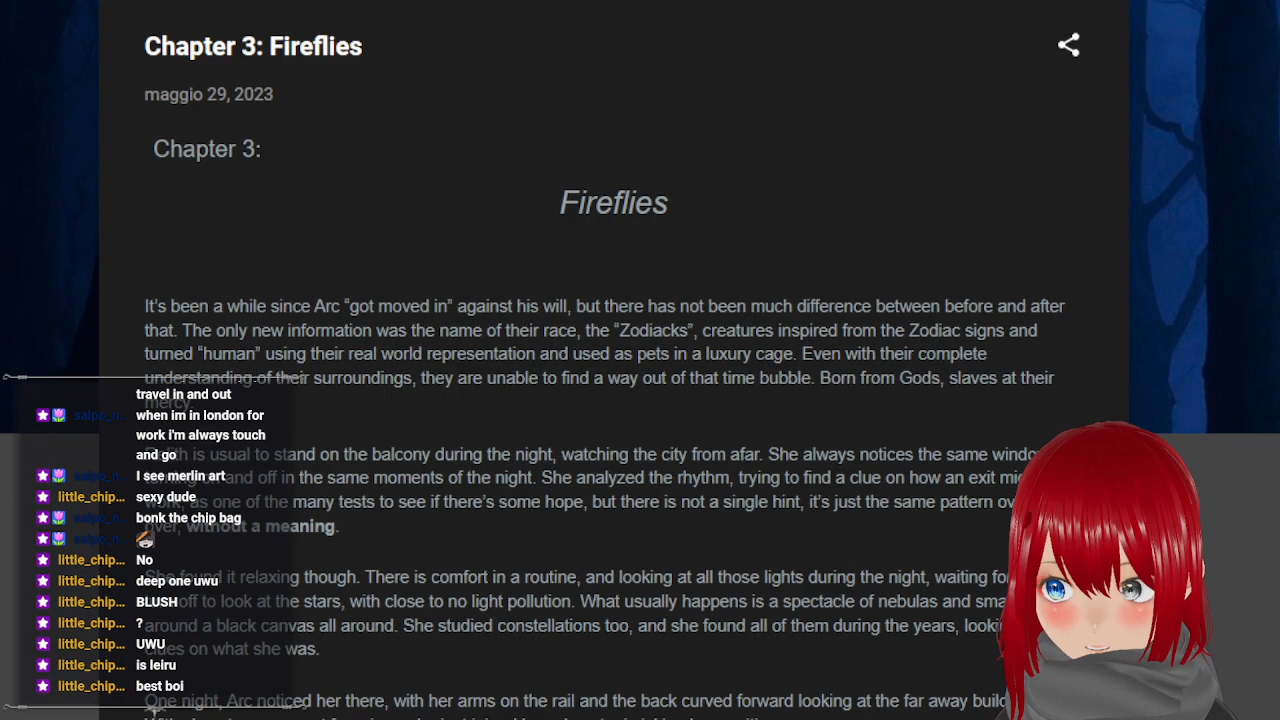 Chapter 3: Fireflies
maggio 29, 2023
Chapter 3:
Fireflies
It's been a while since Arc “got moved in” against his will, but there has not been much difference between before and after
that. The only new information was the name of their race, the “Zodiacks”, creatures inspired from the Zodiac signs and
turned “human” using their real world representation and used as pets in a luxury cage. Even with their complete
understanding of their surroundings, they are unable to find a way out of that time bubble. Born from Gods, slaves at their
mercy.
is usual to stand on the balcony during the night, watching the city from afar. She always notices the same
and off in the same moments of the night. She analyzed the rhythm, trying to find a clue on how an exit
as one of the many tests to see if there's some hope, but there is not a single hint, it's just the same pattern
over, without a meaning.
She found it relaxing though. There is comfort in a routine, and looking at all those lights during the night, waiting
off to look at the stars, with close to no light pollution. What usually happens is a spectacle of nebulas and
around a black canvas all around. She studied constellations too, and she found all of them during the years,
clues on what she was.
One night, Arc noticed her there, with her arms on the rail and the back curved forward looking at the far away
travel in and out
when im in london for
work i'm always touch
and go
I see merlin art
little_chip... sexy dude
bonk the chip bag
little_chip... No
little_chip... deep one uwu
little_chip... BLUSH
little_chip... ?
little_chip... UWU
little_chip... is leiru
little_chip... best boi